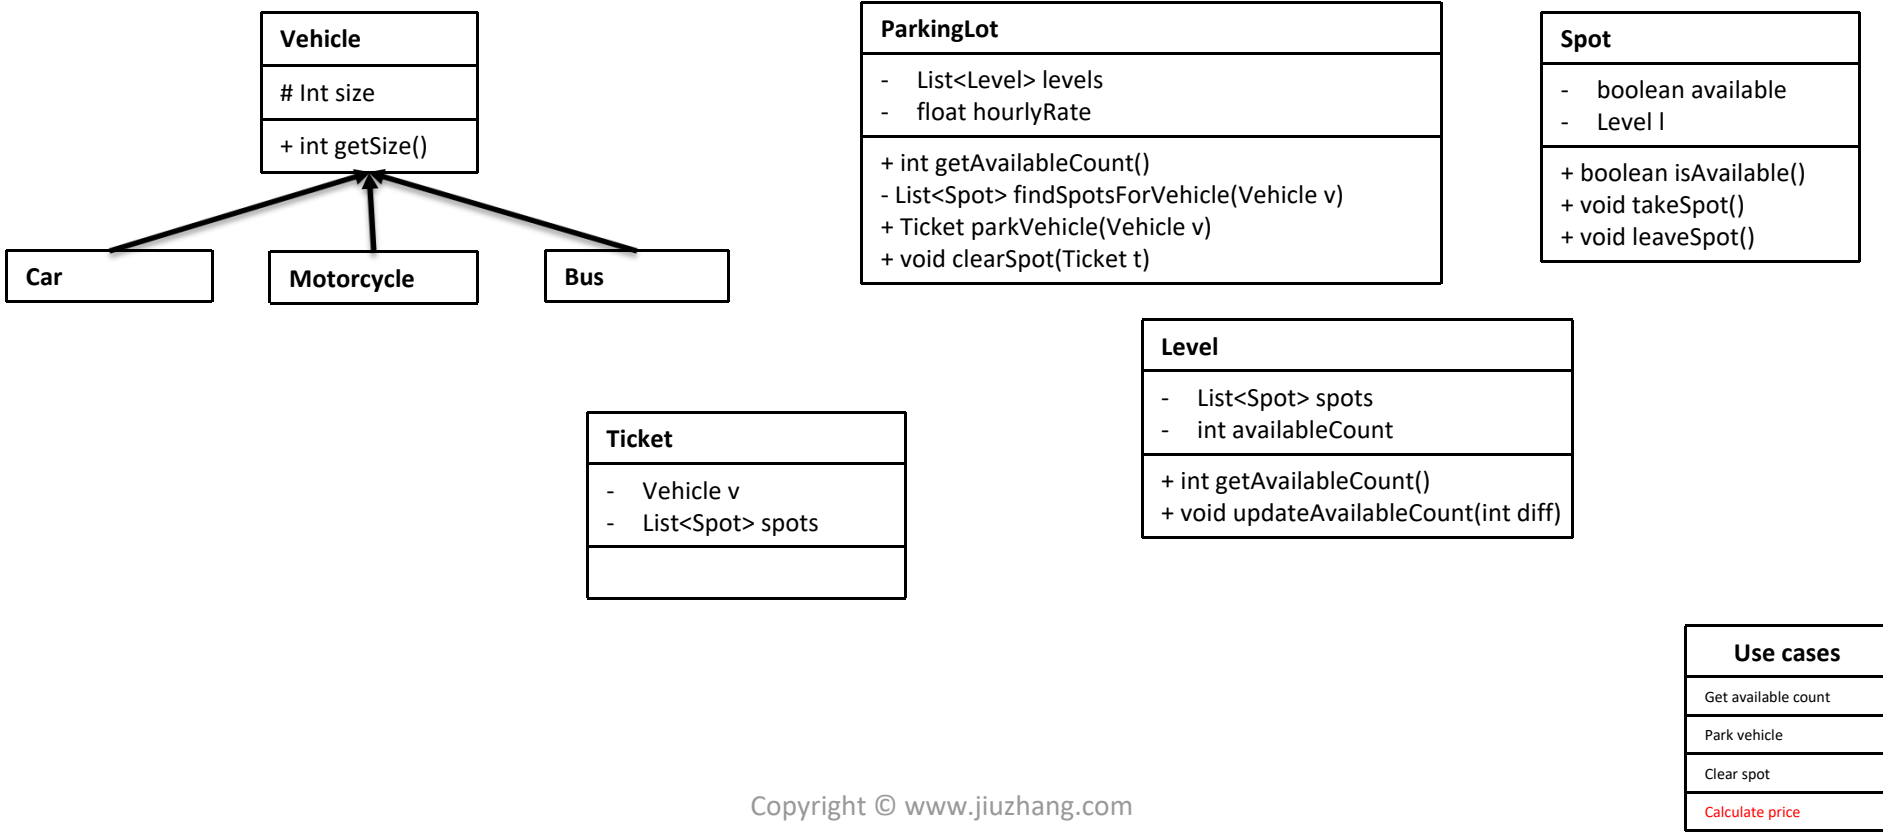 Vehicle
# Int size
+ int getSize()
Car
Motorcycle
Bus
ParkingLot
- List<Level> levels
- float hourlyRate
+ int getAvailableCount()
- List<Spot> findSpotsForVehicle(Vehicle v)
+ Ticket parkVehicle(Vehicle v)
+ void clearSpot(Ticket t)
Spot
- boolean available
- Level l
+ boolean isAvailable()
+ void takeSpot()
+ void leaveSpot()
Level
- List<Spot> spots
- int availableCount
+ int getAvailableCount()
+ void updateAvailableCount(int diff)
Ticket
- Vehicle v
- List<Spot> spots
Use cases
Get available count
Park vehicle
Clear spot
Calculate price
Copyright © www.jiuzhang.com